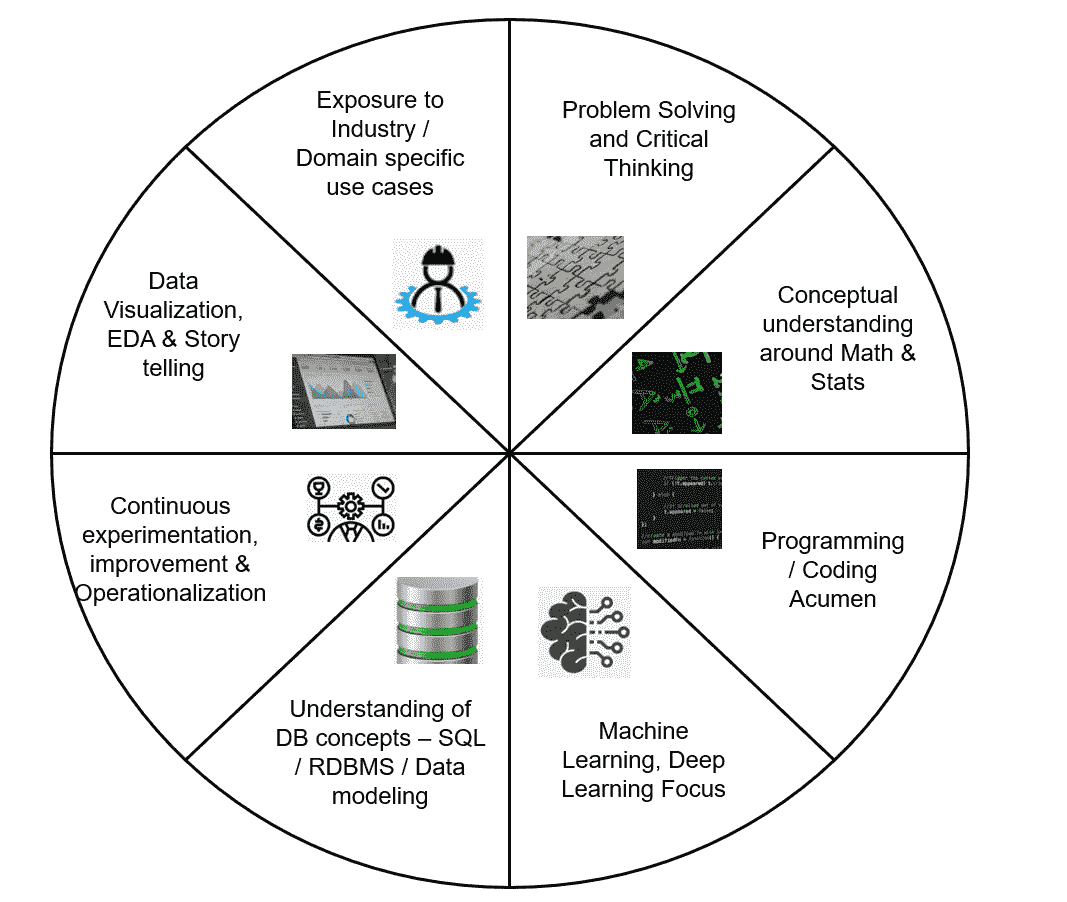 Exposure to
Industry /
Domain specific
use cases
Problem Solving
and Critical
Thinking
Conceptual
understanding
around Math &
Stats
Programming
/ Coding
Acumen
Machine
Learning, Deep
Learning Focus
Understanding of
DB concepts – SQL
/ RDBMS / Data
modeling
Continuous
experimentation,
improvement &
Operationalization
Data
Visualization,
EDA & Story
telling